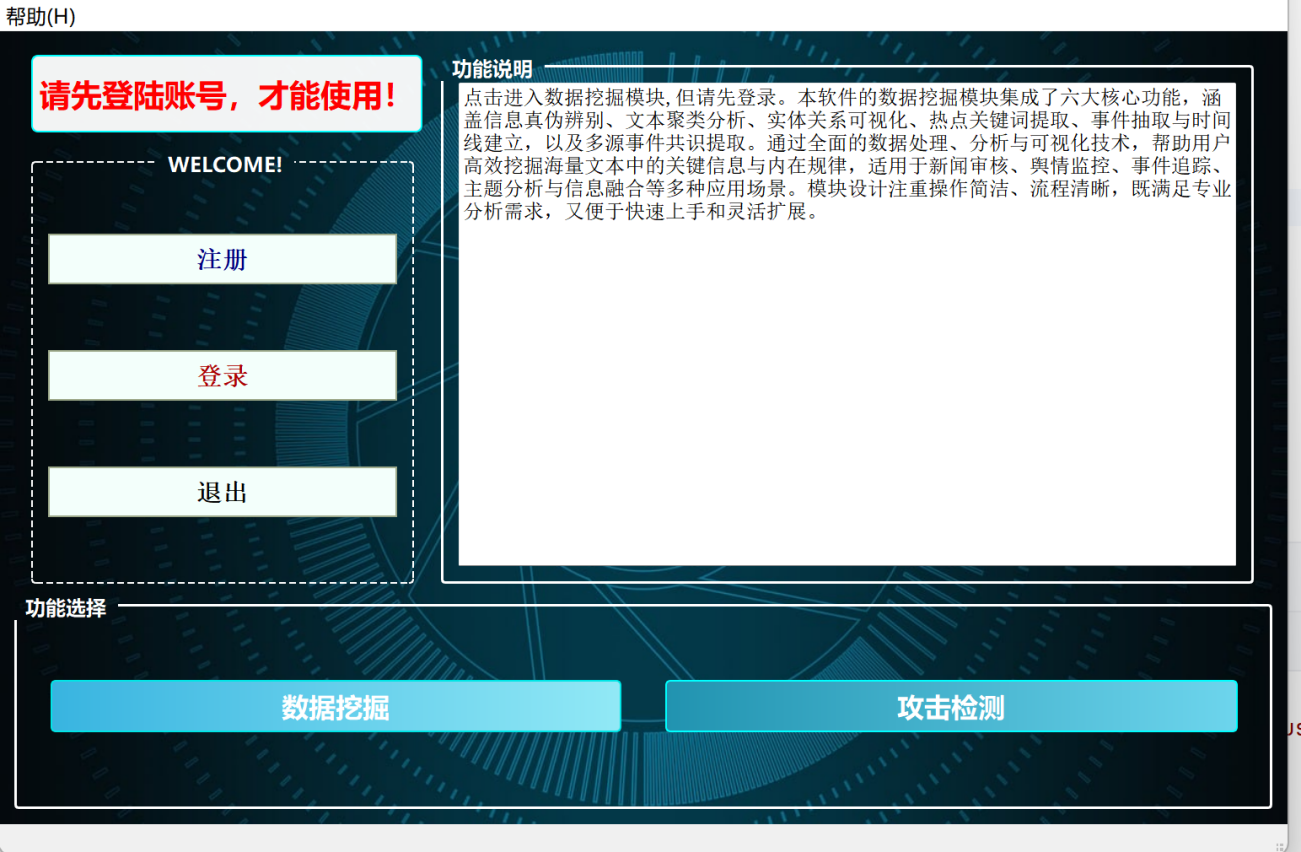 帮助(H)
请先登陆账号，才能使用！
WELCOME!
注册
登录
退出
功能说明
点击进入数据挖掘模块,但请先登录。本软件的数据挖掘模块集成了六大核心功能，涵
盖信息真伪辨别、文本聚类分析、实体关系可视化、热点关键词提取、事件抽取与时间
线建立，以及多源事件共识提取。通过全面的数据处理、分析与可视化技术，帮助用户
高效挖掘海量文本中的关键信息与内在规律，适用于新闻审核、舆情监控、事件追踪、
主题分析与信息融合等多种应用场景。模块设计注重操作简洁、流程清晰，既满足专业
分析需求，又便于快速上手和灵活扩展。
功能选择
数据挖掘
攻击检测